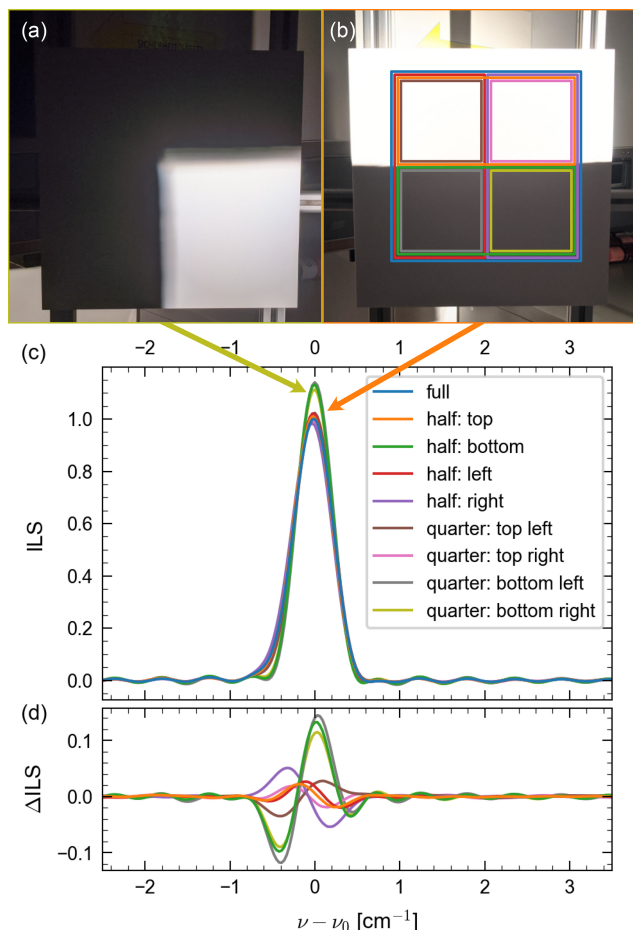 (a)
(b)
(c)
−2
−1
0
1
2
3
1.0
0.8
0.6
0.4
0.2
0.0
ILS
full
half: top
half: bottom
half: left
half: right
quarter: top left
quarter: top right
quarter: bottom left
quarter: bottom right
(d)
0.1
0.0
−0.1
ΔILS
−2
−1
0
1
2
3
ν − ν₀ [cm⁻¹]